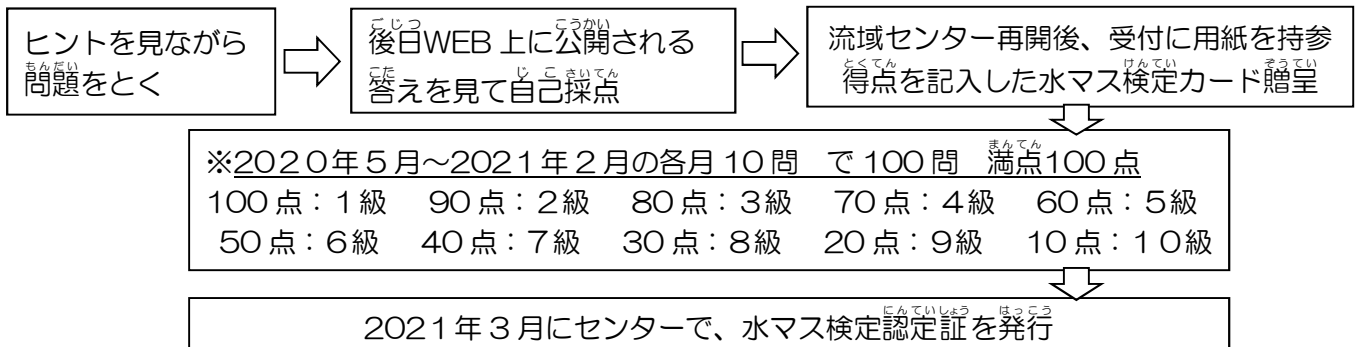 ヒントを見ながら
問題をとく
後日WEB上に公開される
答えを見て自己採点
流域センター再開後、受付に用紙を持参
得点を記入した水マス検定カード贈呈
※2020年5月～2021年2月の各月10問 で100問 満点100点
100点：1級 90点：2級 80点：3級 70点：4級 60点：5級
50点：6級 40点：7級 30点：8級 20点：9級 10点：10級
2021年3月にセンターで、水マス検定認定証を発行